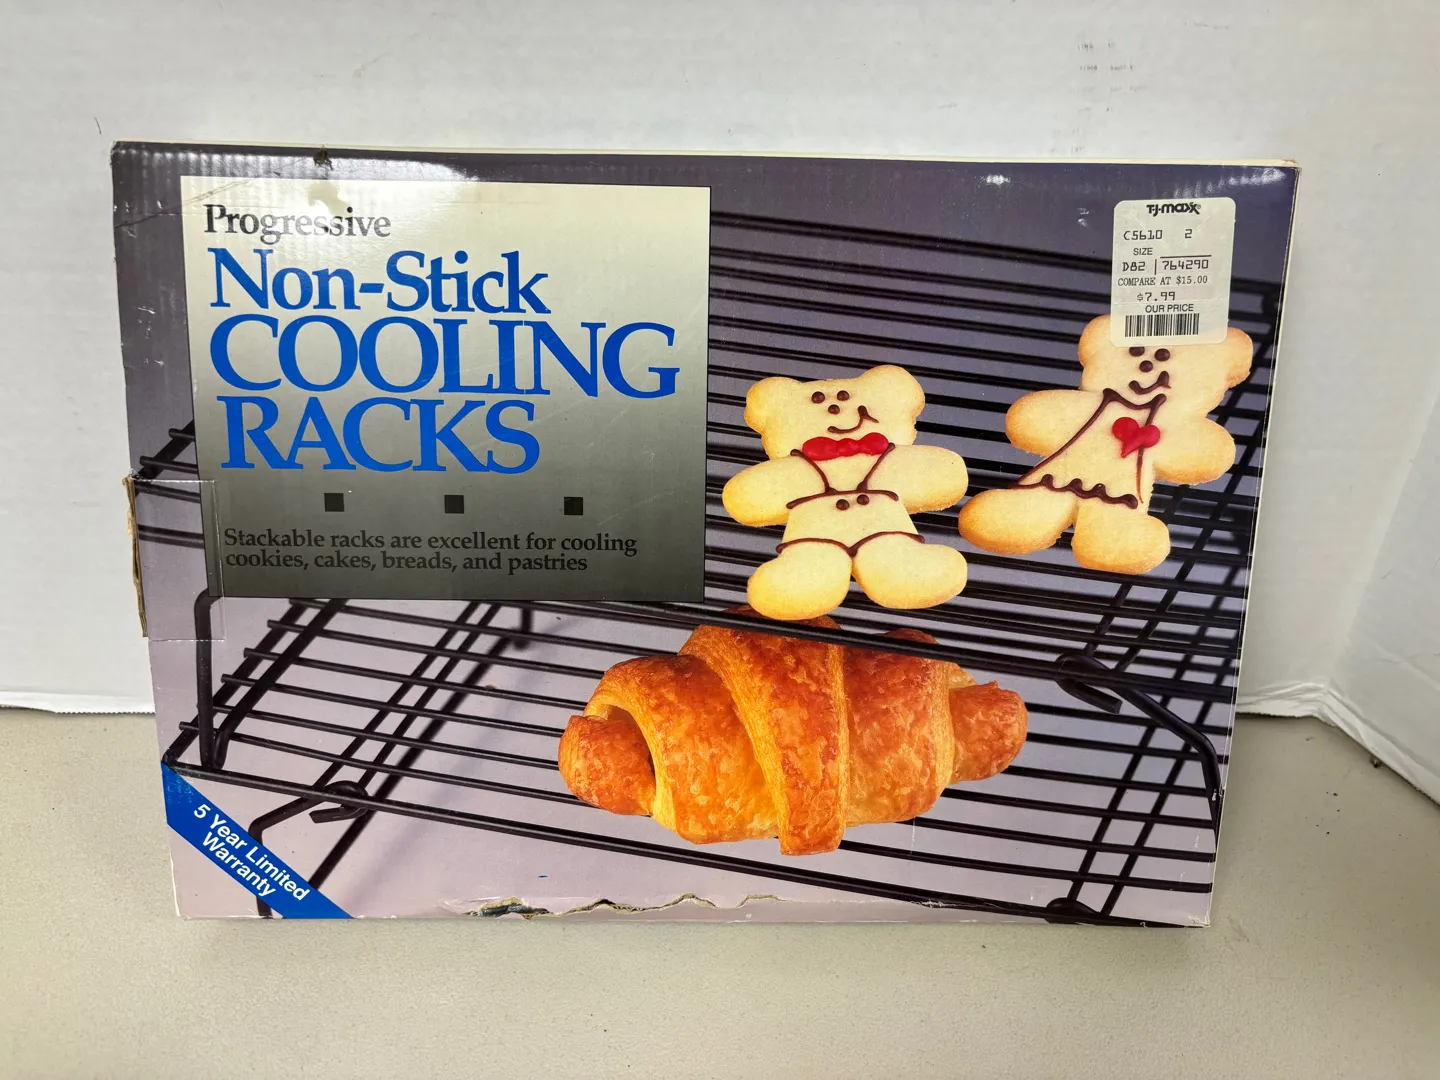 Progressive
Non-Stick
COOLING
RACKS
Stackable racks are excellent for cooling
cookies, cakes, breads, and pastries
5 Year Limited
Warranty
T•J•maxx®
C5610 2
SIZE
D82 764290
COMPARE AT $15.00
$7.99
OUR PRICE